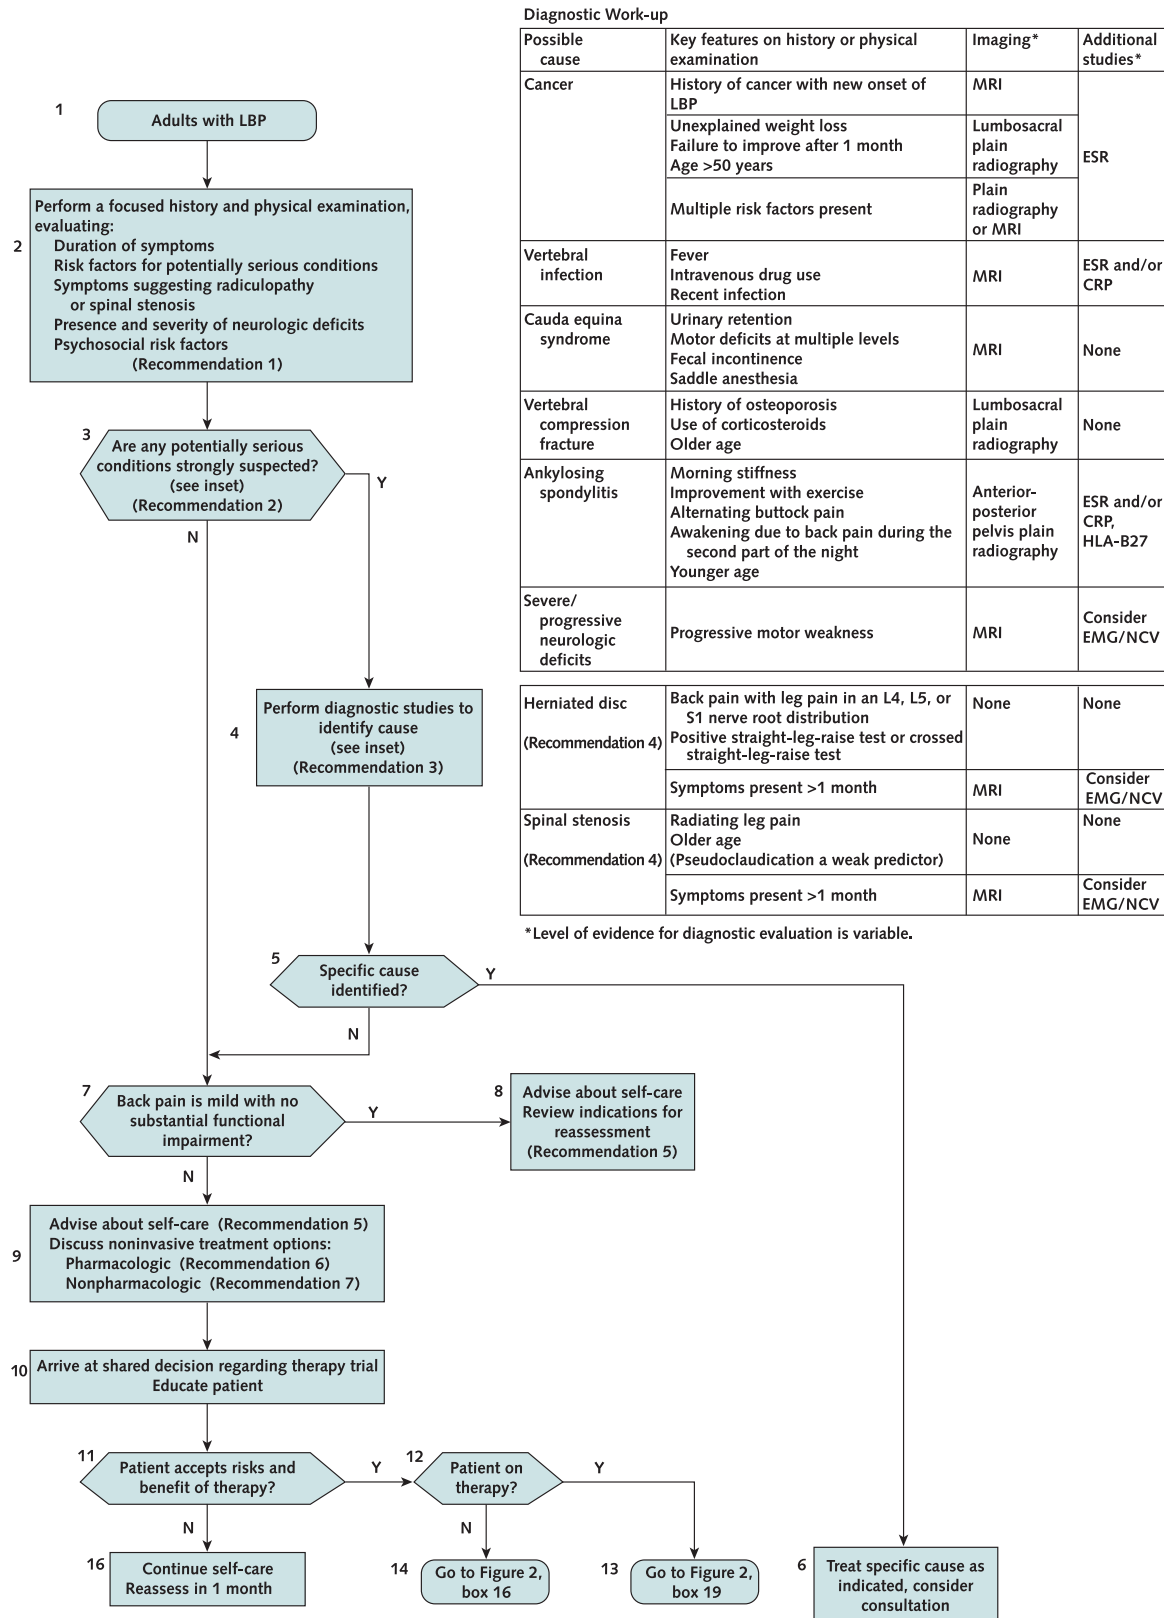 Diagnostic Work-up
Possible cause
Key features on history or physical examination
Imaging*
Additional studies*
Cancer
History of cancer with new onset of LBP
MRI
ESR
Unexplained weight loss
Failure to improve after 1 month
Age >50 years
Lumbosacral plain radiography
Multiple risk factors present
Plain radiography or MRI
Vertebral infection
Fever
Intravenous drug use
Recent infection
MRI
ESR and/or CRP
Cauda equina syndrome
Urinary retention
Motor deficits at multiple levels
Fecal incontinence
Saddle anesthesia
MRI
None
Vertebral compression fracture
History of osteoporosis
Use of corticosteroids
Older age
Lumbosacral plain radiography
None
Ankylosing spondylitis
Morning stiffness
Improvement with exercise
Alternating buttock pain
Awakening due to back pain during the second part of the night
Younger age
Anterior-posterior pelvis plain radiography
ESR and/or CRP, HLA-B27
Severe/progressive neurologic deficits
Progressive motor weakness
MRI
Consider EMG/NCV
Herniated disc
(Recommendation 4)
Back pain with leg pain in an L4, L5, or S1 nerve root distribution
Positive straight-leg-raise test or crossed straight-leg-raise test
None
None
Symptoms present >1 month
MRI
Consider EMG/NCV
Spinal stenosis
(Recommendation 4)
Radiating leg pain
Older age
(Pseudoclaudication a weak predictor)
None
None
Symptoms present >1 month
MRI
Consider EMG/NCV
*Level of evidence for diagnostic evaluation is variable.
1
Adults with LBP
2
Perform a focused history and physical examination,
evaluating:
Duration of symptoms
Risk factors for potentially serious conditions
Symptoms suggesting radiculopathy
or spinal stenosis
Presence and severity of neurologic deficits
Psychosocial risk factors
(Recommendation 1)
3
Are any potentially serious
conditions strongly suspected?
(see inset)
(Recommendation 2)
Y
N
4
Perform diagnostic studies to
identify cause
(see inset)
(Recommendation 3)
5
Specific cause
identified?
Y
N
7
Back pain is mild with no
substantial functional
impairment?
Y
N
8
Advise about self-care
Review indications for
reassessment
(Recommendation 5)
9
Advise about self-care (Recommendation 5)
Discuss noninvasive treatment options:
Pharmacologic (Recommendation 6)
Nonpharmacologic (Recommendation 7)
10
Arrive at shared decision regarding therapy trial
Educate patient
11
Patient accepts risks and
benefit of therapy?
Y
N
12
Patient on
therapy?
Y
N
16
Continue self-care
Reassess in 1 month
14
Go to Figure 2,
box 16
13
Go to Figure 2,
box 19
6
Treat specific cause as
indicated, consider
consultation